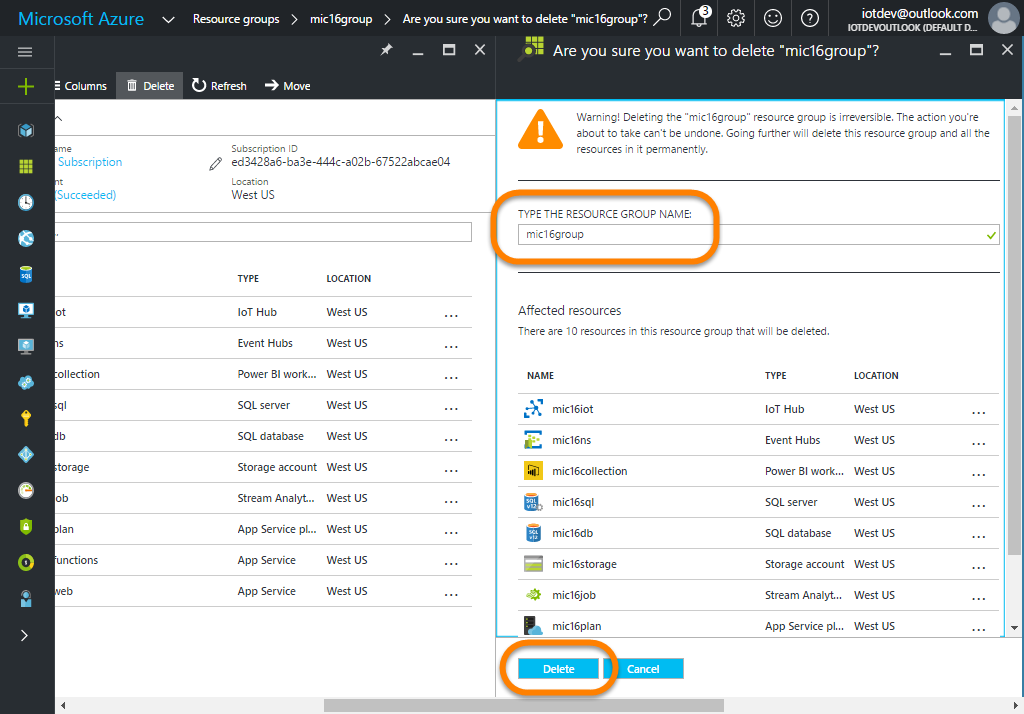 Microsoft Azure Resource groups mic16group Are you sure you want to delete "mic16group"? 3 iotdev@outlook.com
IOTDEVOUTLOOK (DEFAULT D...
Are you sure you want to delete "mic16group"?
Columns Delete Refresh Move
ame
Subscription
nt
(Succeeded)
Subscription ID
ed3428a6-ba3e-444c-a02b-67522abcae04
Location
West US
TYPE LOCATION
ot IoT Hub West US ...
ns Event Hubs West US ...
collection Power BI work... West US ...
sql SQL server West US ...
db SQL database West US ...
storage Storage account West US ...
ob Stream Analyt... West US ...
plan App Service pl... West US ...
functions App Service West US ...
web App Service West US ...
Warning! Deleting the "mic16group" resource group is irreversible. The action you're
about to take can't be undone. Going further will delete this resource group and all the
resources in it permanently.
TYPE THE RESOURCE GROUP NAME:
mic16group
Affected resources
There are 10 resources in this resource group that will be deleted.
NAME TYPE LOCATION
mic16iot IoT Hub West US ...
mic16ns Event Hubs West US ...
mic16collection Power BI work... West US ...
mic16sql SQL server West US ...
mic16db SQL database West US ...
mic16storage Storage account West US ...
mic16job Stream Analyt... West US ...
mic16plan App Service pl... West US ...
Delete Cancel